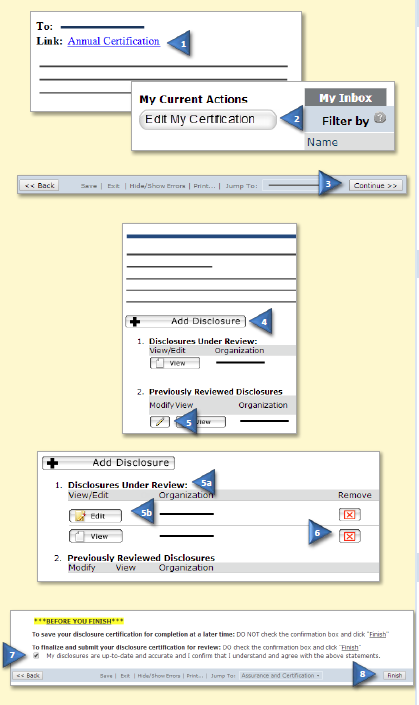 To:
Link: Annual Certification
1
My Current Actions
My Inbox
Edit My Certification
2
Filter by ?
Name
<< Back Save | Exit | Hide/Show Errors | Print... | Jump To: 3 Continue >>
Add Disclosure 4
1. Disclosures Under Review:
View/Edit Organization
View
2. Previously Reviewed Disclosures
Modify View Organization
5 View
Add Disclosure
1. Disclosures Under Review: 5a
View/Edit Organization Remove
Edit 5b
View 6
2. Previously Reviewed Disclosures
Modify View Organization
***BEFORE YOU FINISH***
To save your disclosure certification for completion at a later time: DO NOT check the confirmation box and click "Finish"
To finalize and submit your disclosure certification for review: DO check the confirmation box and click "Finish"
7 My disclosures are up-to-date and accurate and I confirm that I understand and agree with the above statements.
<< Back Save | Exit | Hide/Show Errors | Print... | Jump To: Assurance and Certification 8 Finish